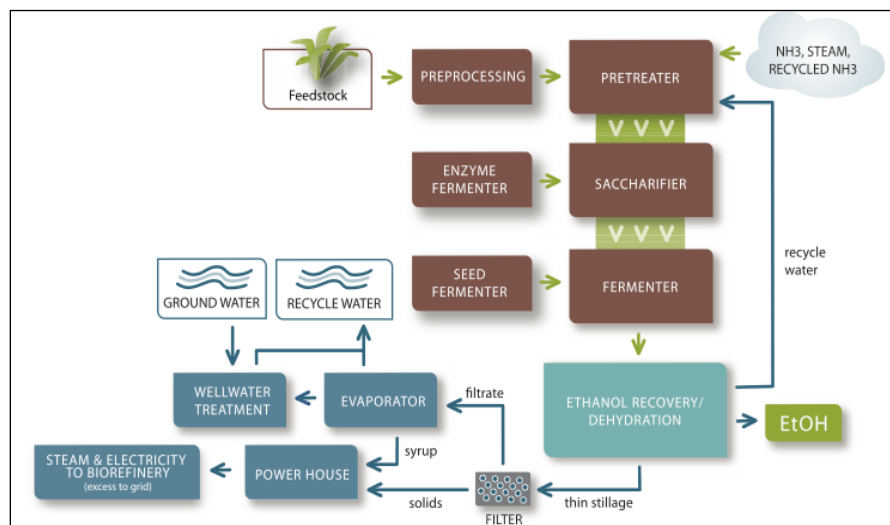 NH3, STEAM,
RECYCLED NH3
Feedstock
PREPROCESSING
PRETREATER
ENZYME
FERMENTER
SACCHARIFIER
recycle
water
SEED
FERMENTER
FERMENTER
GROUND WATER
RECYCLE WATER
WELLWATER
TREATMENT
EVAPORATOR
filtrate
ETHANOL RECOVERY/
DEHYDRATION
EtOH
syrup
STEAM & ELECTRICITY
TO BIOREFINERY
(excess to grid)
POWER HOUSE
solids
FILTER
thin stillage